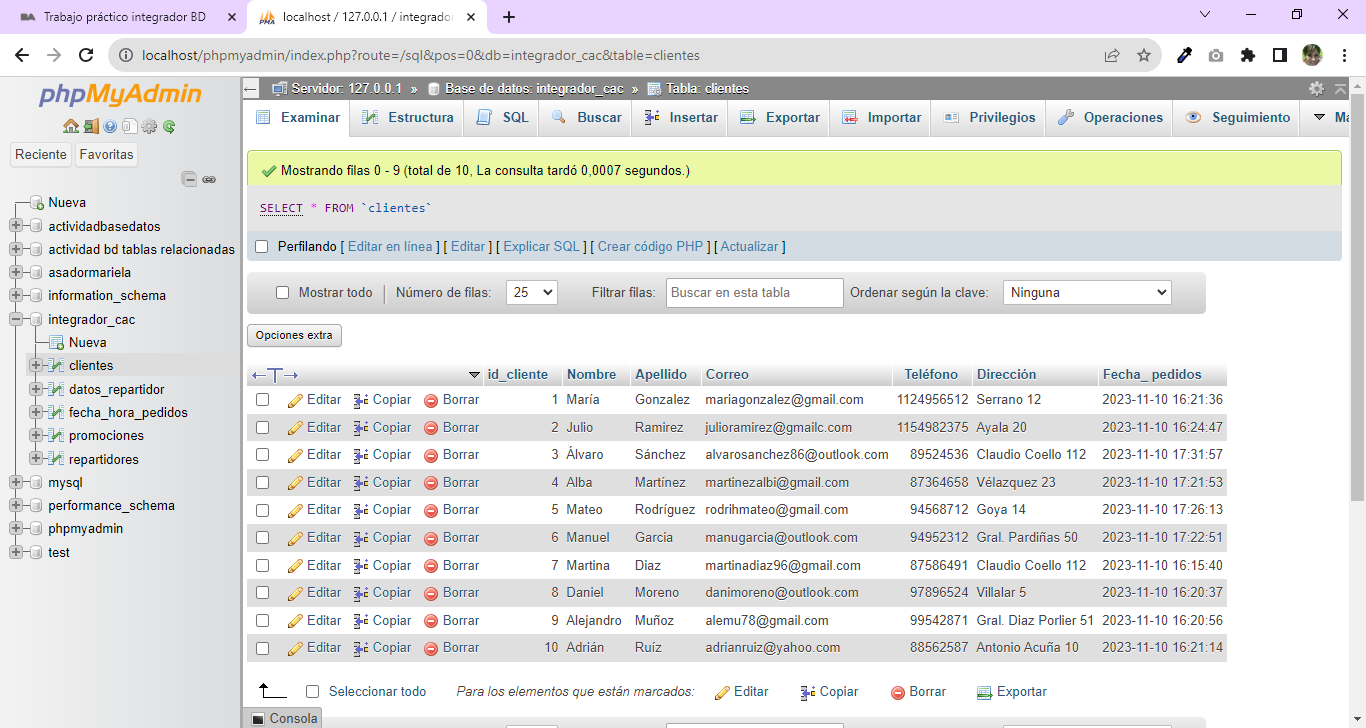 Trabajo práctico integrador BD
localhost / 127.0.0.1 / integrador
localhost/phpmyadmin/index.php?route=/sql&pos=0&db=integrador_cac&table=clientes
phpMyAdmin
Reciente Favoritas
Nueva
actividadbasedatos
actividad bd tablas relacionadas
asadormariela
information_schema
integrador_cac
Nueva
clientes
datos_repartidor
fecha_hora_pedidos
promociones
repartidores
mysql
performance_schema
phpmyadmin
test
Servidor: 127.0.0.1 » Base de datos: integrador_cac » Tabla: clientes
Examinar Estructura SQL Buscar Insertar Exportar Importar Privilegios Operaciones Seguimiento Má
Mostrando filas 0 - 9 (total de 10, La consulta tardó 0,0007 segundos.)
SELECT * FROM `clientes`
Perfilando [ Editar en línea ] [ Editar ] [ Explicar SQL ] [ Crear código PHP ] [ Actualizar ]
Mostrar todo Número de filas: 25 Filtrar filas: Buscar en esta tabla Ordenar según la clave: Ninguna
Opciones extra
id_cliente Nombre Apellido Correo Teléfono Dirección Fecha_ pedidos
Editar Copiar Borrar 1 María Gonzalez mariagonzalez@gmail.com 1124956512 Serrano 12 2023-11-10 16:21:36
Editar Copiar Borrar 2 Julio Ramirez julioramirez@gmailc.com 1154982375 Ayala 20 2023-11-10 16:24:47
Editar Copiar Borrar 3 Álvaro Sánchez alvarosanchez86@outlook.com 89524536 Claudio Coello 112 2023-11-10 17:31:57
Editar Copiar Borrar 4 Alba Martínez martinezalbi@gmail.com 87364658 Vélazquez 23 2023-11-10 17:21:53
Editar Copiar Borrar 5 Mateo Rodríguez rodrihmateo@gmail.com 94568712 Goya 14 2023-11-10 17:26:13
Editar Copiar Borrar 6 Manuel Garcia manugarcia@outlook.com 94952312 Gral. Pardiñas 50 2023-11-10 17:22:51
Editar Copiar Borrar 7 Martina Diaz martinadiaz96@gmail.com 87586491 Claudio Coello 112 2023-11-10 16:15:40
Editar Copiar Borrar 8 Daniel Moreno danimoreno@outlook.com 97896524 Villalar 5 2023-11-10 16:20:37
Editar Copiar Borrar 9 Alejandro Muñoz alemu78@gmail.com 99542871 Gral. Diaz Porlier 51 2023-11-10 16:20:56
Editar Copiar Borrar 10 Adrián Ruíz adrianruiz@yahoo.com 88562587 Antonio Acuña 10 2023-11-10 16:21:14
Seleccionar todo Para los elementos que están marcados: Editar Copiar Borrar Exportar
Consola